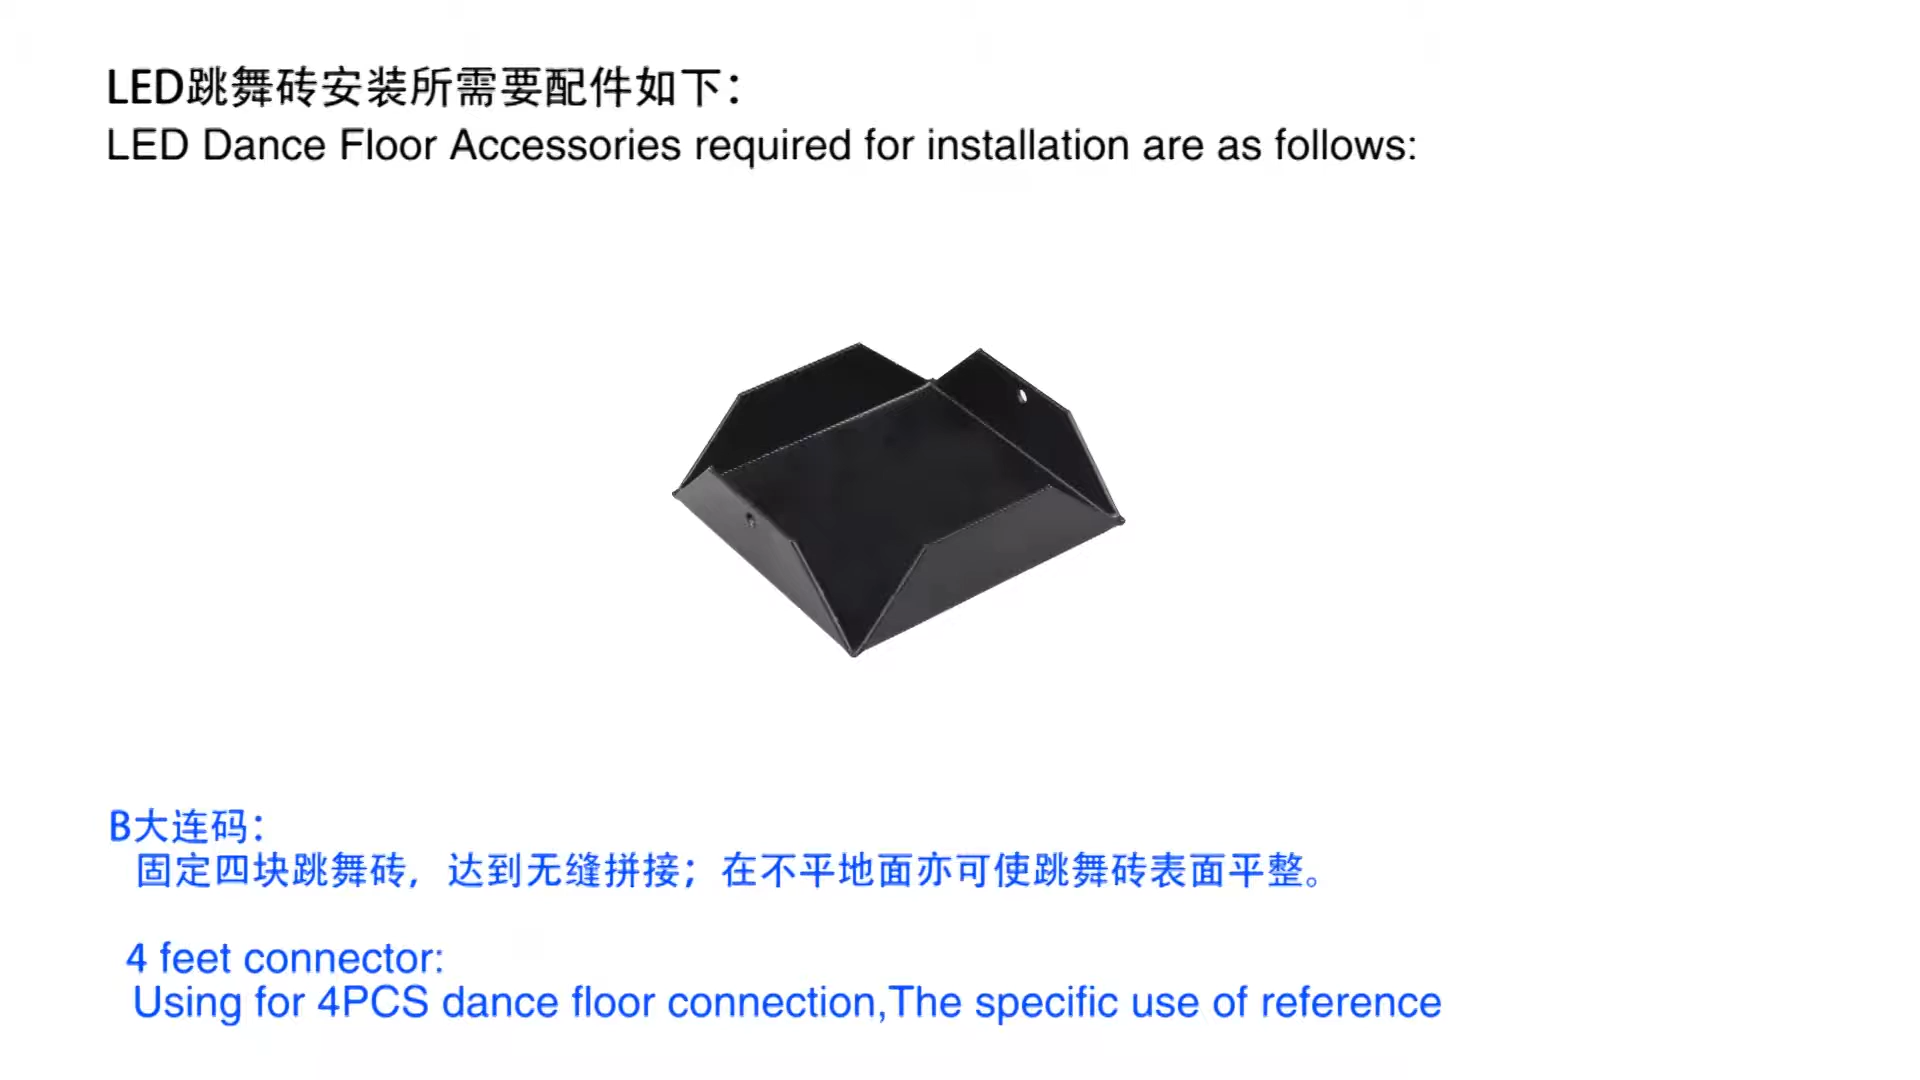 LED跳舞砖安装所需要配件如下：
LED Dance Floor Accessories required for installation are as follows:
B大连码：
固定四块跳舞砖，达到无缝拼接；在不平地面亦可使跳舞砖表面平整。
4 feet connector:
Using for 4PCS dance floor connection,The specific use of reference